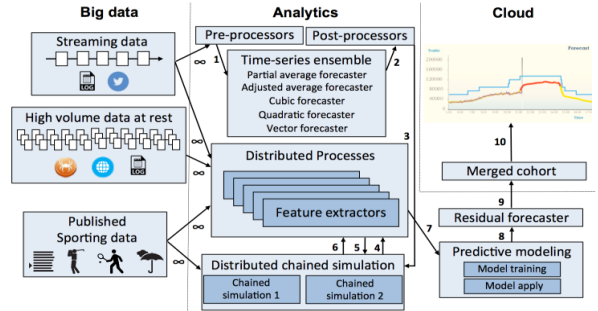 Big data
Analytics
Cloud
Streaming data
LOG
High volume data at rest
LOG
Published
Sporting data
Pre-processors
Post-processors
1
2
Time-series ensemble
Partial average forecaster
Adjusted average forecaster
Cubic forecaster
Quadratic forecaster
Vector forecaster
∞
∞
∞
∞
∞
3
Distributed Processes
Feature extractors
6
5
4
7
Distributed chained simulation
Chained
simulation 1
Chained
simulation 2
Forecast
10
Merged cohort
9
Residual forecaster
8
Predictive modeling
Model training
Model apply